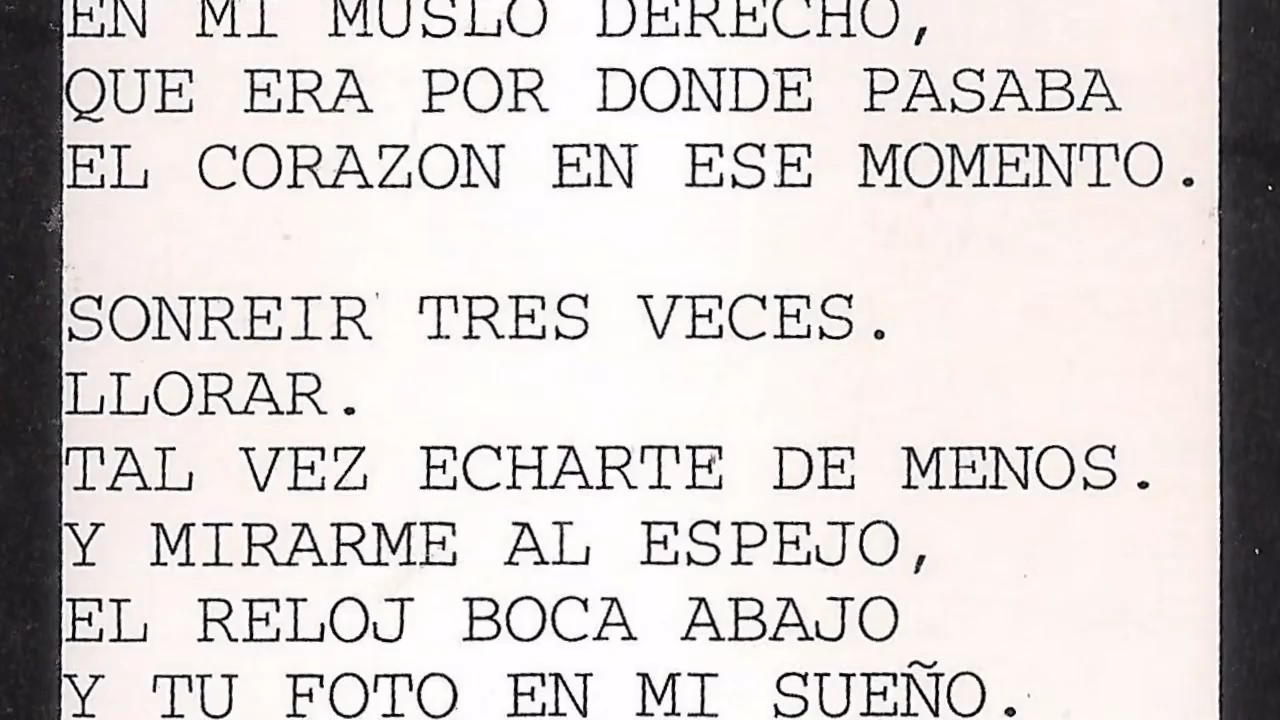 EN MI MUSLO DERECHO,
QUE ERA POR DONDE PASABA
EL CORAZON EN ESE MOMENTO.
SONREIR TRES VECES.
LLORAR.
TAL VEZ ECHARTE DE MENOS.
Y MIRARME AL ESPEJO,
EL RELOJ BOCA ABAJO
Y TU FOTO EN MI SUEÑO.